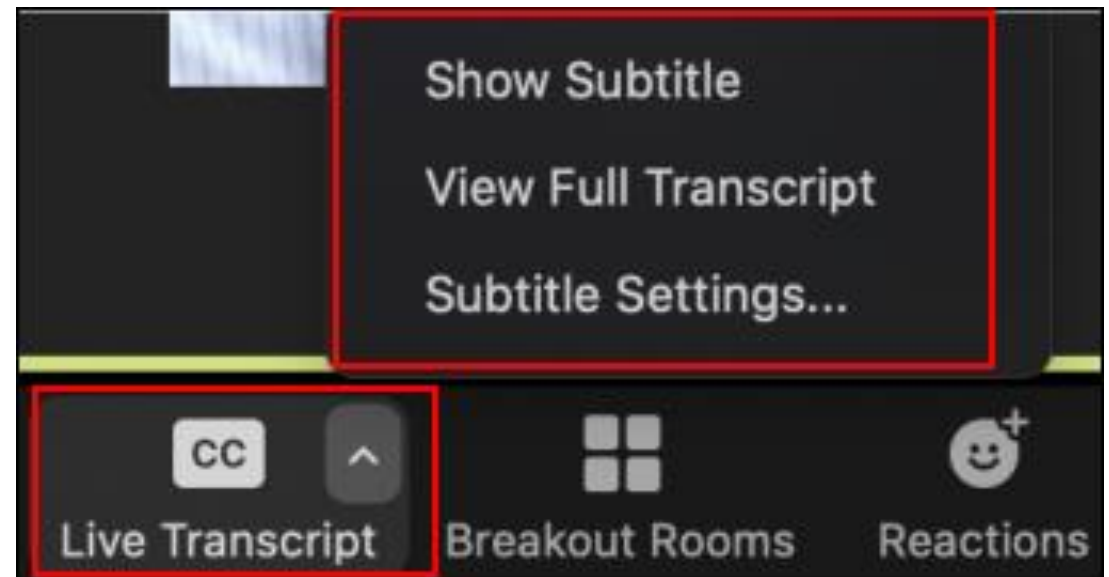 Show Subtitle
View Full Transcript
Subtitle Settings...
CC
Live Transcript
Breakout Rooms
Reactions